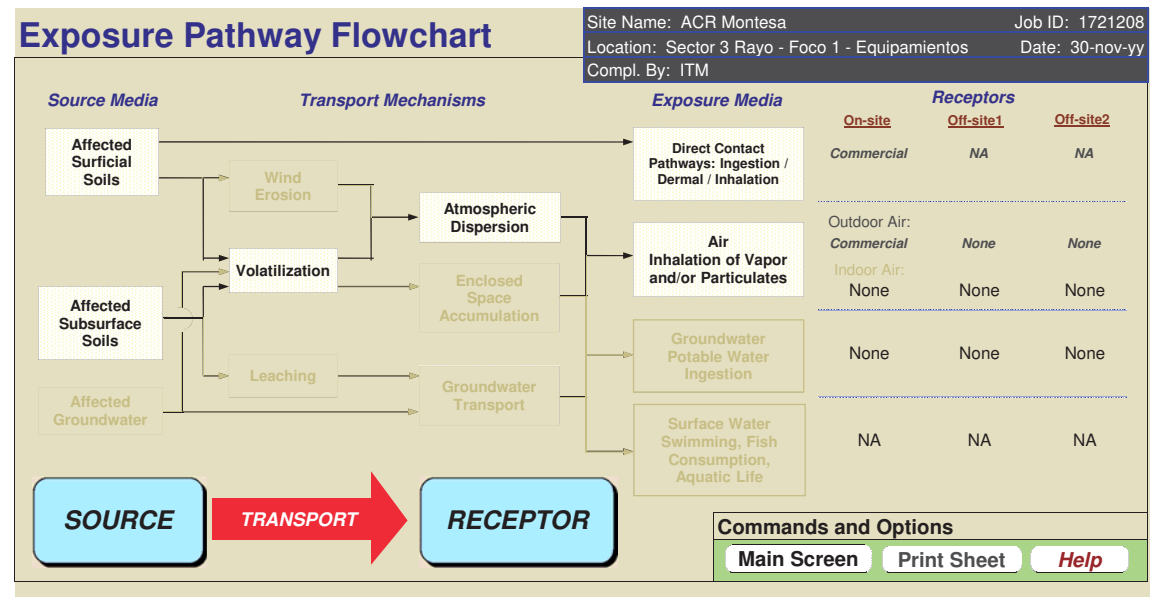 Exposure Pathway Flowchart
Site Name: ACR Montesa Job ID: 1721208
Location: Sector 3 Rayo - Foco 1 - Equipamientos Date: 30-nov-yy
Compl. By: ITM
Source Media
Transport Mechanisms
Exposure Media
Receptors
On-site Off-site1 Off-site2
Affected
Surficial
Soils
Wind
Erosion
Volatilization
Atmospheric
Dispersion
Enclosed
Space
Accumulation
Affected
Subsurface
Soils
Leaching
Groundwater
Transport
Affected
Groundwater
Direct Contact
Pathways: Ingestion /
Dermal / Inhalation
Commercial NA NA
Air
Inhalation of Vapor
and/or Particulates
Outdoor Air:
Commercial None None
Indoor Air:
None None None
Groundwater
Potable Water
Ingestion
None None None
Surface Water
Swimming, Fish
Consumption,
Aquatic Life
NA NA NA
SOURCE
TRANSPORT
RECEPTOR
Commands and Options
Main Screen Print Sheet Help